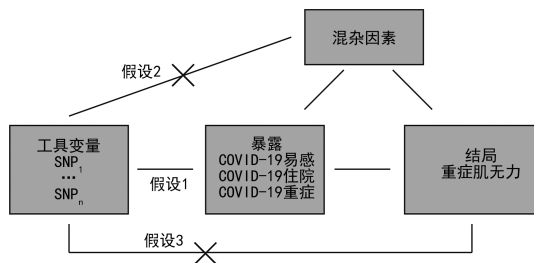 混杂因素
假设2
工具变量
SNP1
...
SNPn
假设1
暴露
COVID-19易感
COVID-19住院
COVID-19重症
结局
重症肌无力
假设3